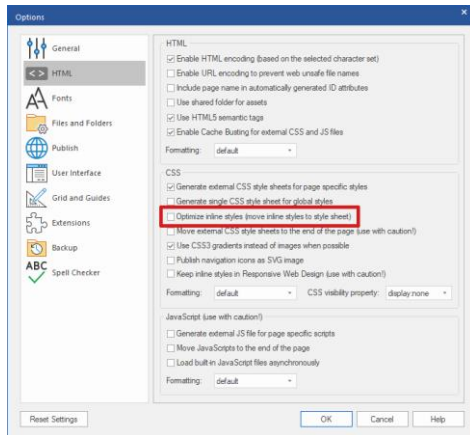 Options
General
HTML
Fonts
Files and Folders
Publish
User Interface
Grid and Guides
Extensions
Backup
ABC
Spell Checker
HTML
Enable HTML encoding (based on the selected character set)
Enable URL encoding to prevent web unsafe file names
Include page name in automatically generated ID attributes
Use shared folder for assets
Use HTML5 semantic tags
Enable Cache Busting for external CSS and JS files
Formatting: default
CSS
Generate external CSS style sheets for page specific styles
Generate single CSS style sheet for global styles
Optimize inline styles (move inline styles to style sheet)
Move external CSS style sheets to the end of the page (use with caution!)
Use CSS3 gradients instead of images when possible
Publish navigation icons as SVG image
Keep inline styles in Responsive Web Design (use with caution!)
Formatting: default CSS visibility property: display:none
JavaScript (use with caution!)
Generate external JS file for page specific scripts
Move JavaScripts to the end of the page
Load built-in JavaScript files asynchronously
Formatting: default
Reset Settings OK Cancel Help